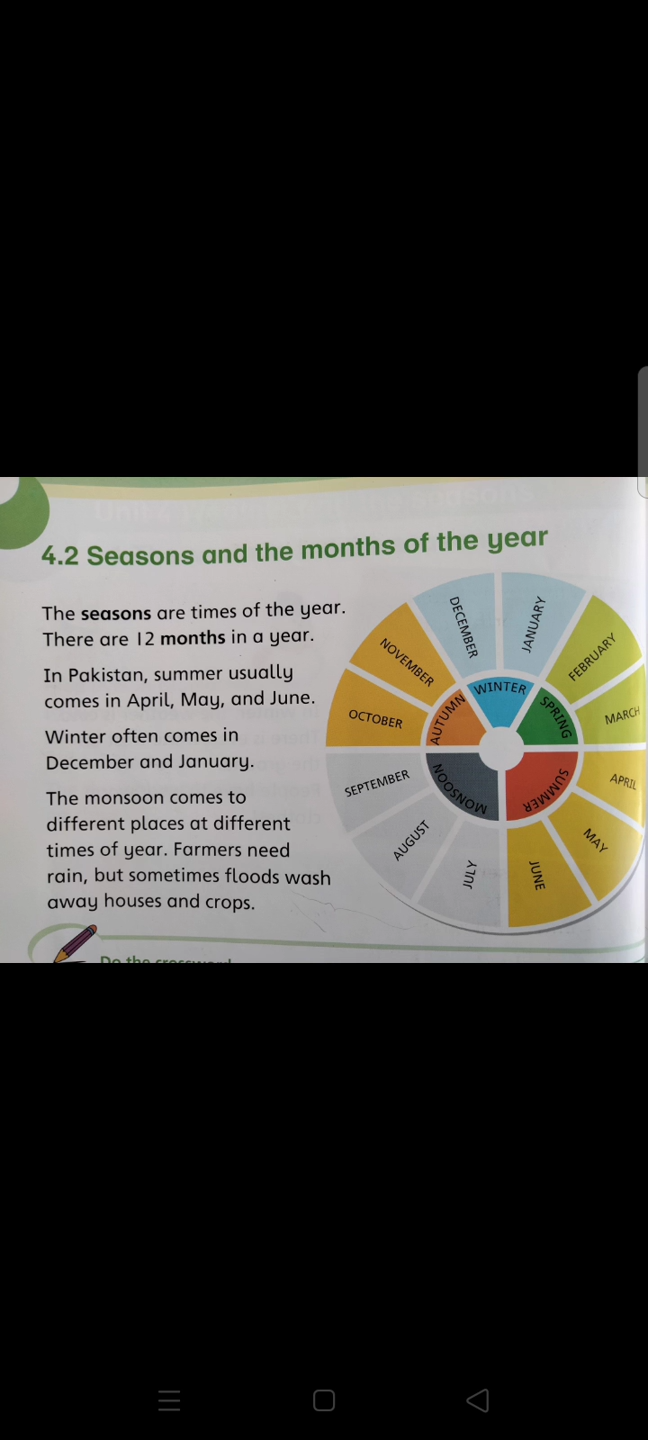 4.2 Seasons and the months of the year
The seasons are times of the year.
There are 12 months in a year.
In Pakistan, summer usually
comes in April, May, and June.
Winter often comes in
December and January.
The monsoon comes to
different places at different
times of year. Farmers need
rain, but sometimes floods wash
away houses and crops.
DECEMBER
JANUARY
FEBRUARY
MARCH
APRIL
MAY
JUNE
JULY
AUGUST
SEPTEMBER
OCTOBER
NOVEMBER
WINTER
SPRING
SUMMER
MONSOON
AUTUMN
Do the crossword